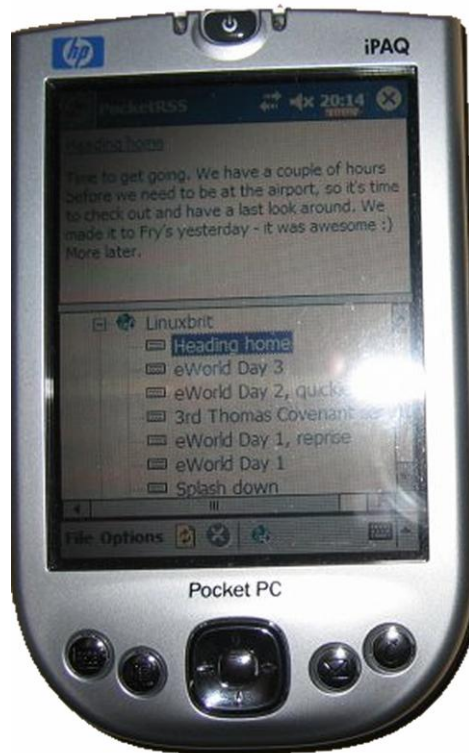 hp
iPAQ
PocketRSS
20:14
Heading home
Time to get going. We have a couple of hours
before we need to be at the airport, so it's time
to check out and have a last look around. We
made it to Fry's yesterday - it was awesome :)
More later.
Linuxbrit
Heading home
eWorld Day 3
eWorld Day 2, quickie
3rd Thomas Covenant
eWorld Day 1, reprise
eWorld Day 1
Splash down
File Options
Pocket PC